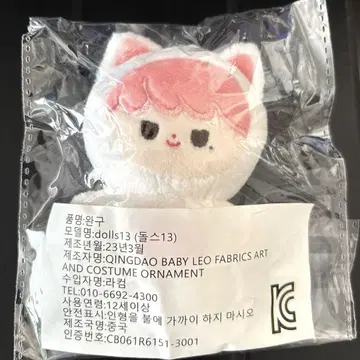 품명:완구
모델명:dolls13 (돌스13)
제조년월:23년3월
제조자명:QINGDAO BABY LEO FABRICS ART
AND COSTUME ORNAMENT
수입자명:라컴
TEL:010-6692-4300
사용연령:12세이상
안전표시:인형을 불에 가까이 하지 마시오
제조국명:중국
인증번호:CB061R6151-3001